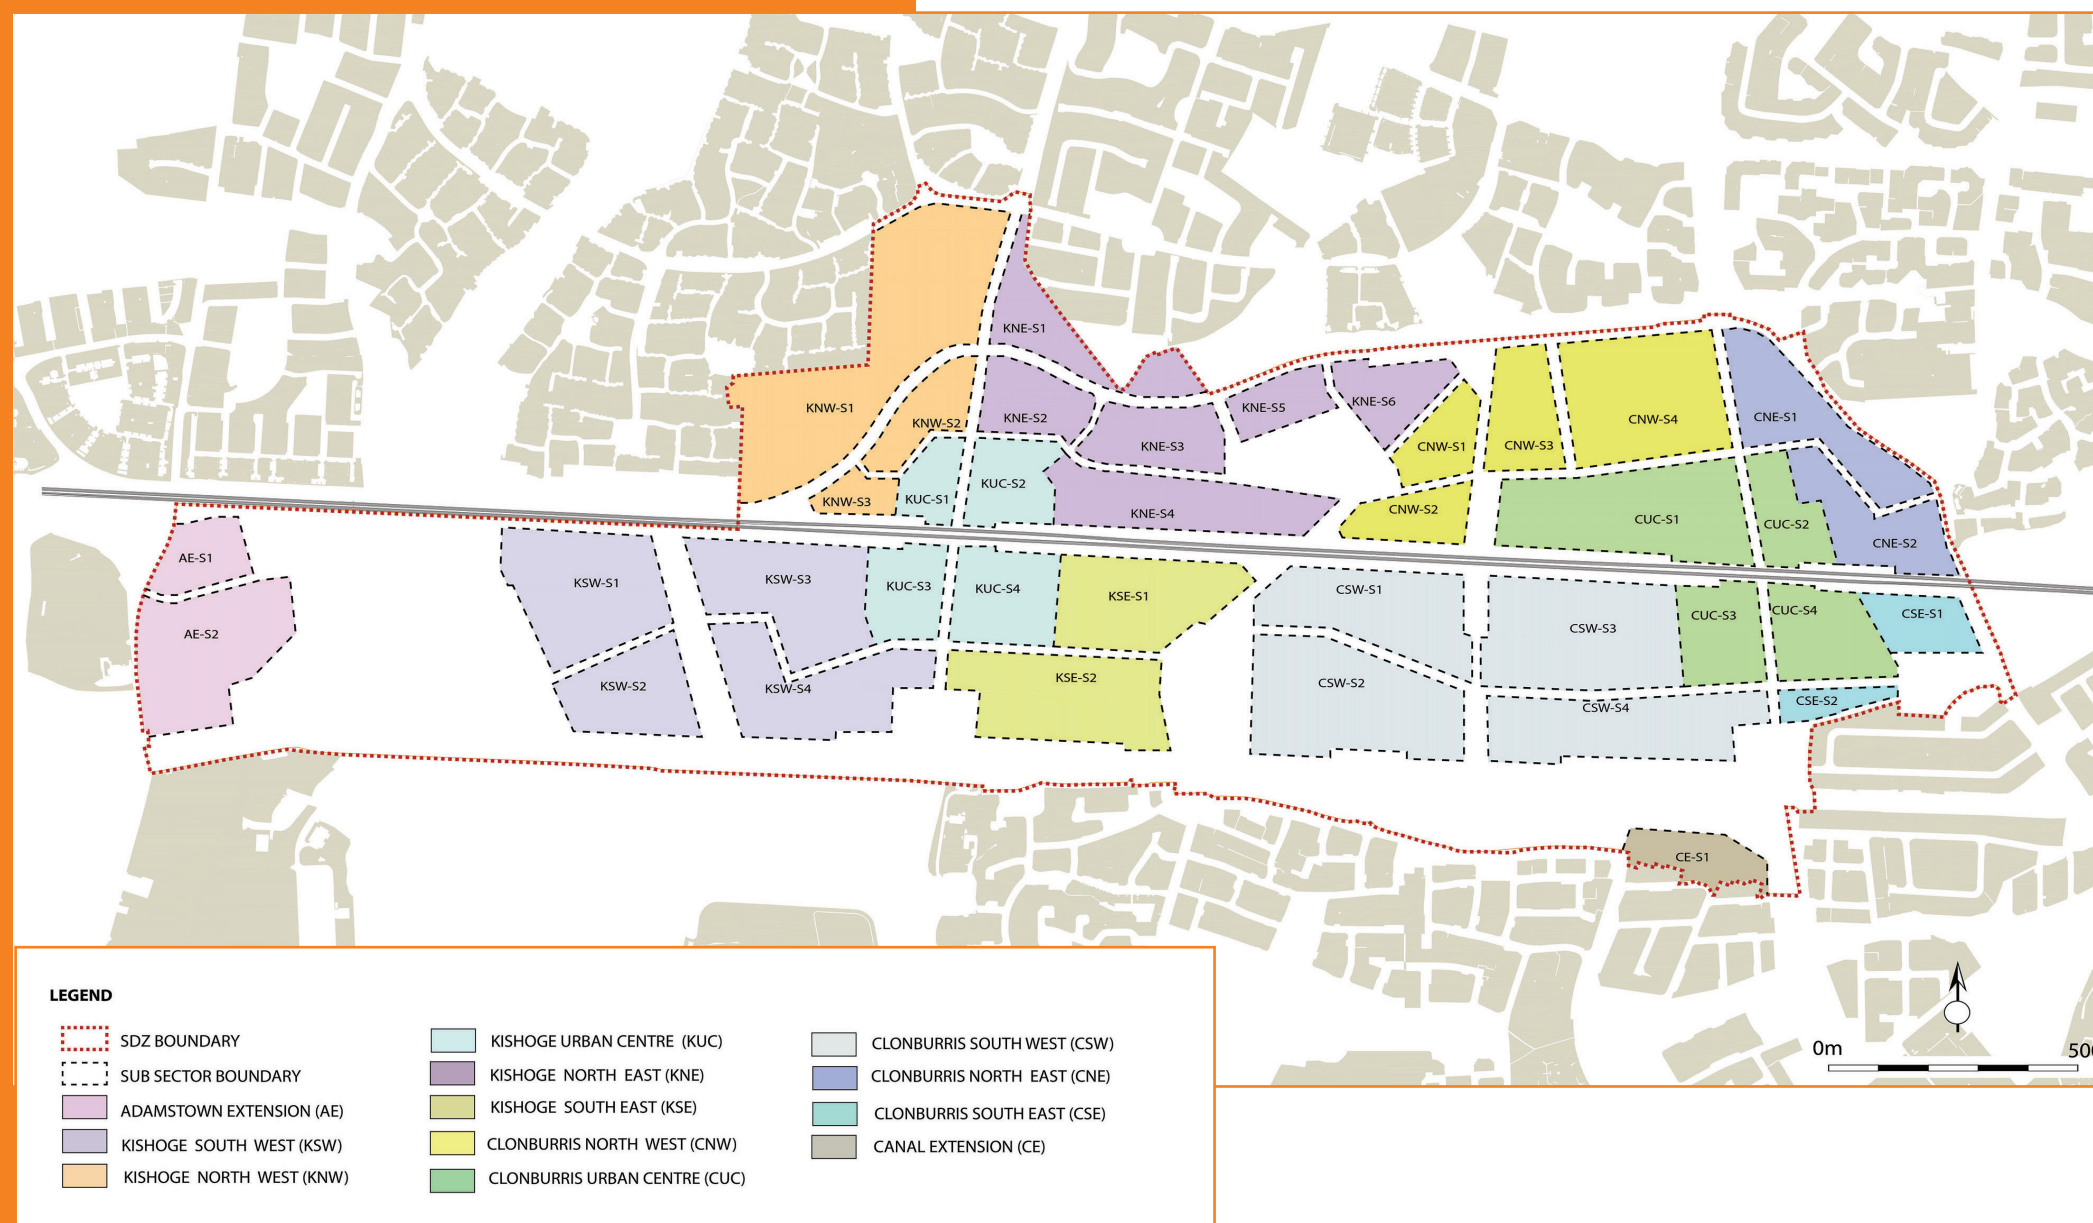 KNE-S1
KNW-S1
KNW-S2
KNE-S2
KNE-S3
KNE-S5
KNE-S6
CNW-S1
CNW-S3
CNW-S4
CNE-S1
KNW-S3
KUC-S1
KUC-S2
KNE-S4
CNW-S2
CUC-S1
CUC-S2
CNE-S2
AE-S1
AE-S2
KSW-S1
KSW-S2
KSW-S3
KSW-S4
KUC-S3
KUC-S4
KSE-S1
KSE-S2
CSW-S1
CSW-S2
CSW-S3
CSW-S4
CUC-S3
CUC-S4
CSE-S1
CSE-S2
CE-S1
0m
LEGEND
SDZ BOUNDARY
SUB SECTOR BOUNDARY
ADAMSTOWN EXTENSION (AE)
KISHOGE SOUTH WEST (KSW)
KISHOGE NORTH WEST (KNW)
KISHOGE URBAN CENTRE (KUC)
KISHOGE NORTH EAST (KNE)
KISHOGE SOUTH EAST (KSE)
CLONBURRIS NORTH WEST (CNW)
CLONBURRIS URBAN CENTRE (CUC)
CLONBURRIS SOUTH WEST (CSW)
CLONBURRIS NORTH EAST (CNE)
CLONBURRIS SOUTH EAST (CSE)
CANAL EXTENSION (CE)